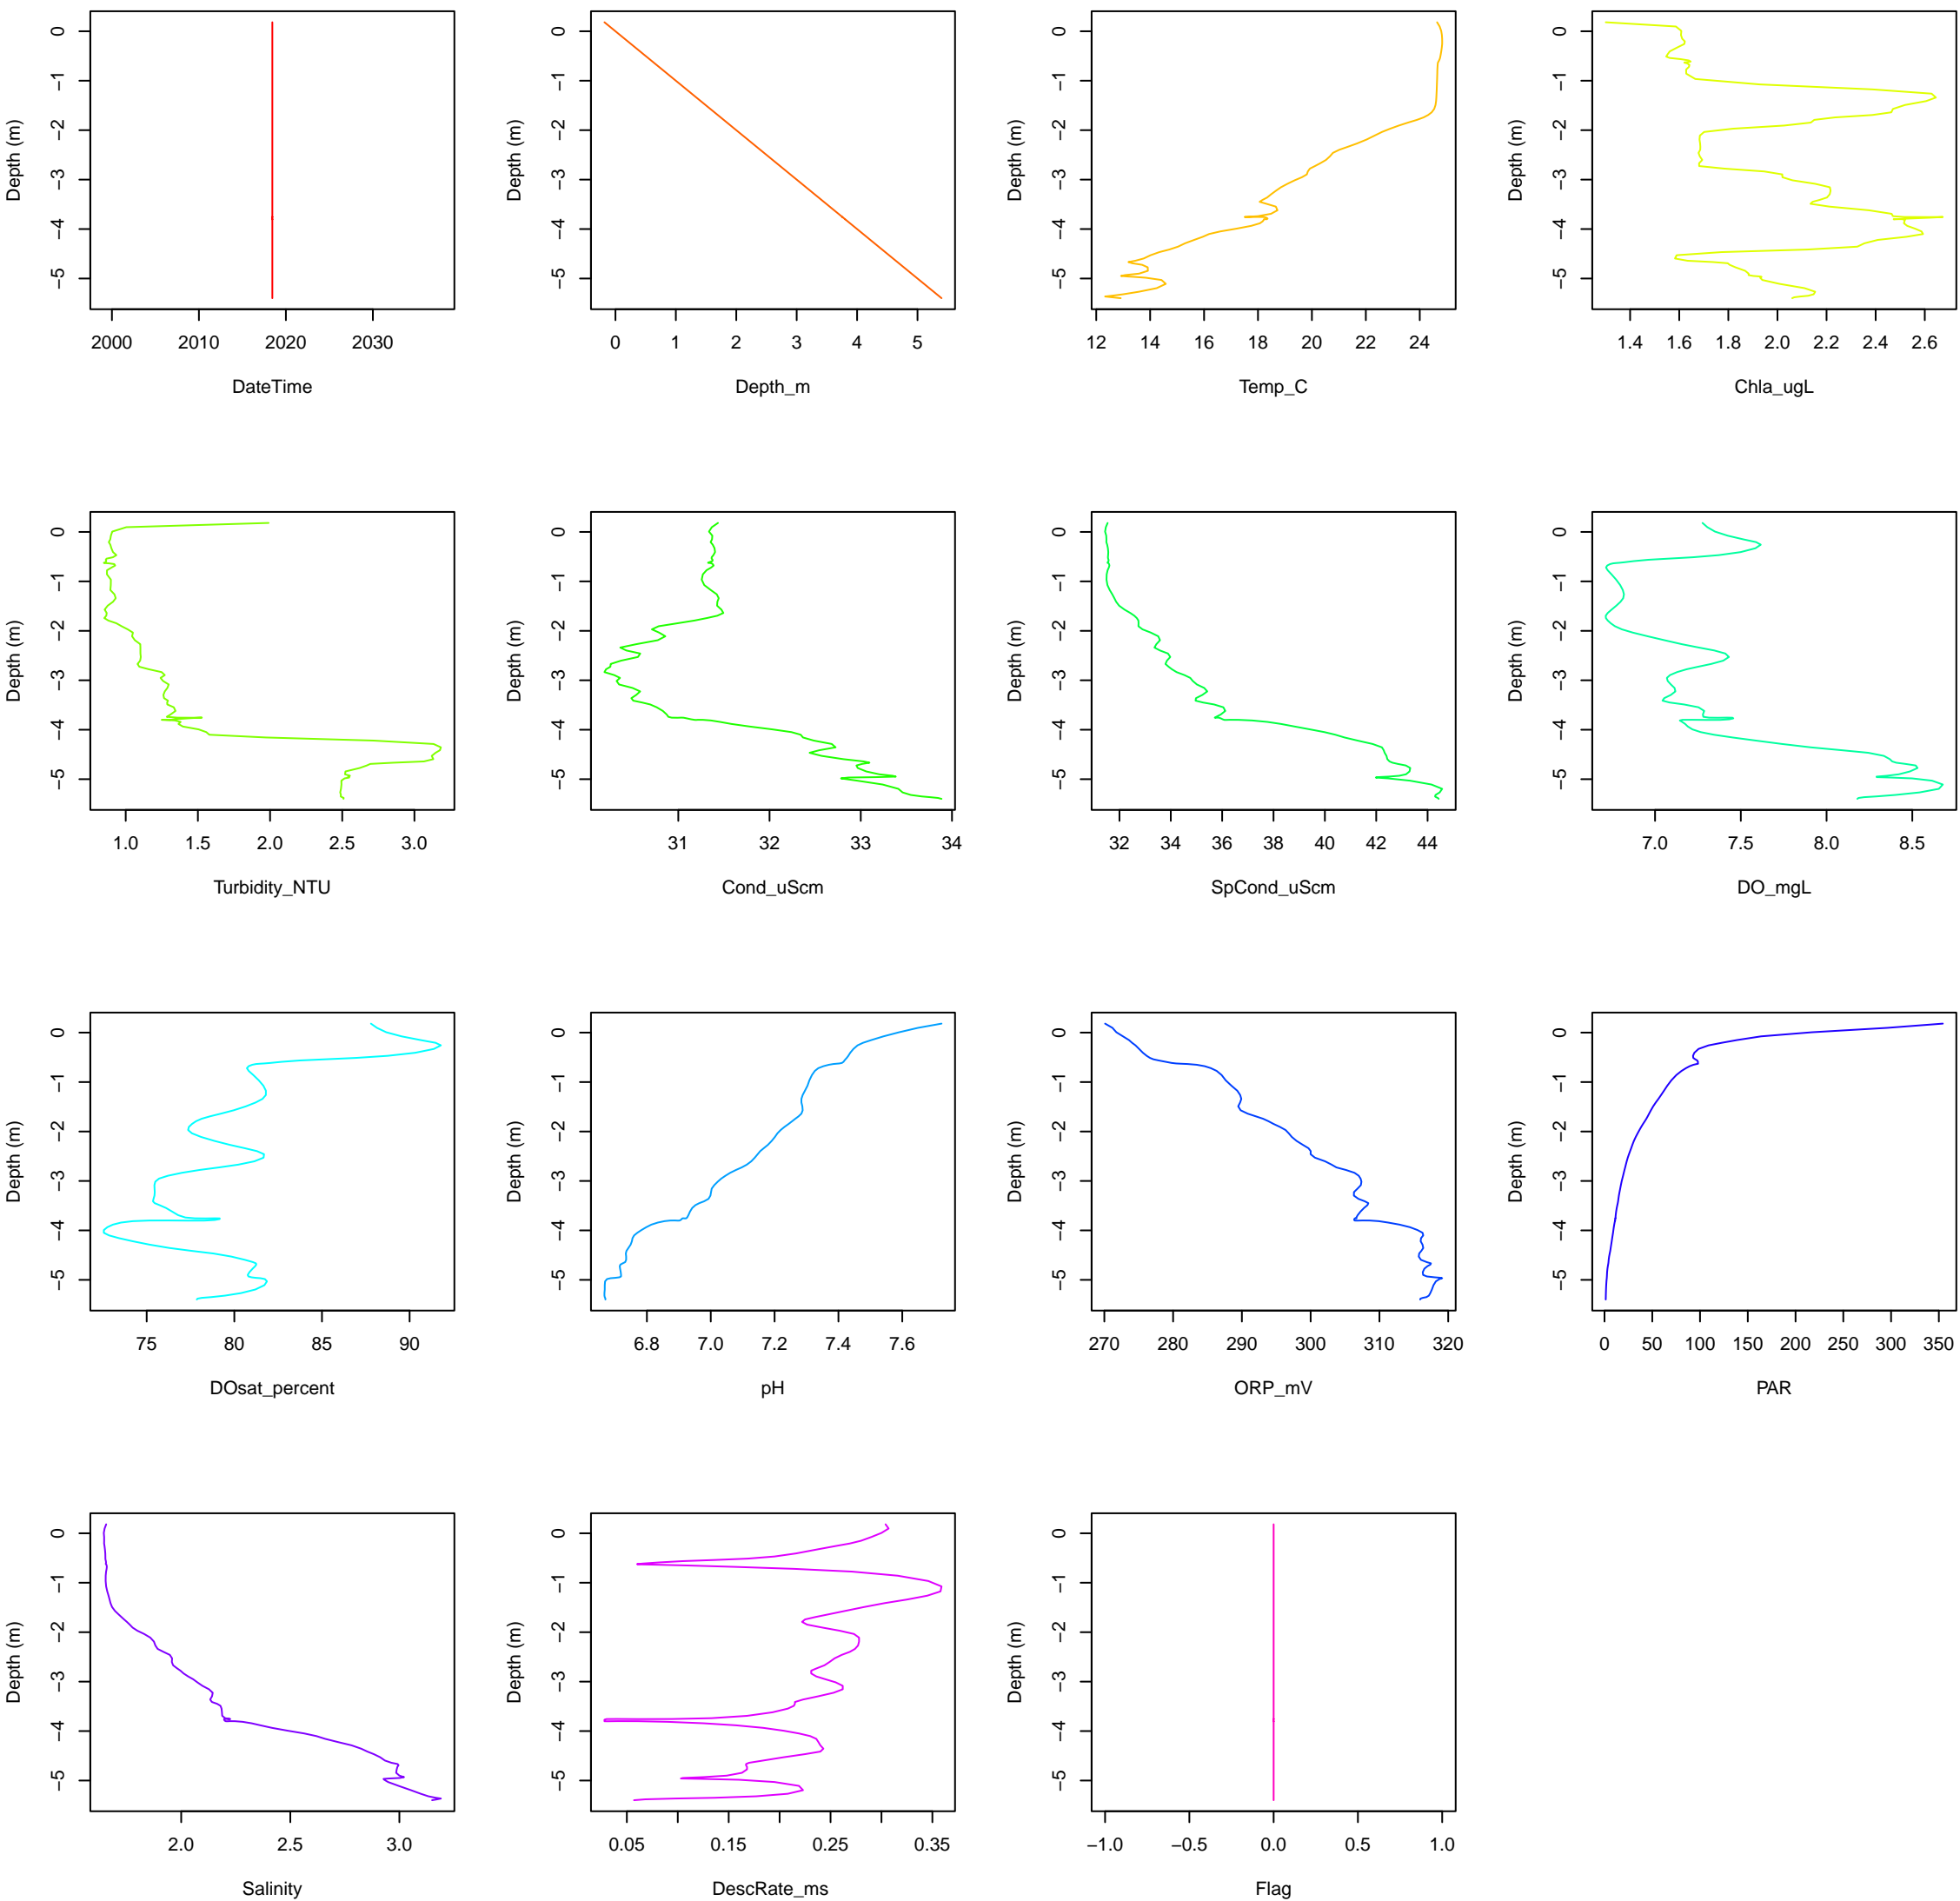 Depth (m)
0
−1
−2
−3
−4
−5
2000 2010 2020 2030
DateTime
Depth (m)
0
−1
−2
−3
−4
−5
0 1 2 3 4 5
Depth_m
Depth (m)
0
−1
−2
−3
−4
−5
12 14 16 18 20 22 24
Temp_C
Depth (m)
0
−1
−2
−3
−4
−5
1.4 1.6 1.8 2.0 2.2 2.4 2.6
Chla_ugL
Depth (m)
0
−1
−2
−3
−4
−5
1.0 1.5 2.0 2.5 3.0
Turbidity_NTU
Depth (m)
0
−1
−2
−3
−4
−5
31 32 33 34
Cond_uScm
Depth (m)
0
−1
−2
−3
−4
−5
32 34 36 38 40 42 44
SpCond_uScm
Depth (m)
0
−1
−2
−3
−4
−5
7.0 7.5 8.0 8.5
DO_mgL
Depth (m)
0
−1
−2
−3
−4
−5
75 80 85 90
DOsat_percent
Depth (m)
0
−1
−2
−3
−4
−5
6.8 7.0 7.2 7.4 7.6
pH
Depth (m)
0
−1
−2
−3
−4
−5
270 280 290 300 310 320
ORP_mV
Depth (m)
0
−1
−2
−3
−4
−5
0 50 100 150 200 250 300 350
PAR
Depth (m)
0
−1
−2
−3
−4
−5
2.0 2.5 3.0
Salinity
Depth (m)
0
−1
−2
−3
−4
−5
0.05 0.15 0.25 0.35
DescRate_ms
Depth (m)
0
−1
−2
−3
−4
−5
−1.0 −0.5 0.0 0.5 1.0
Flag